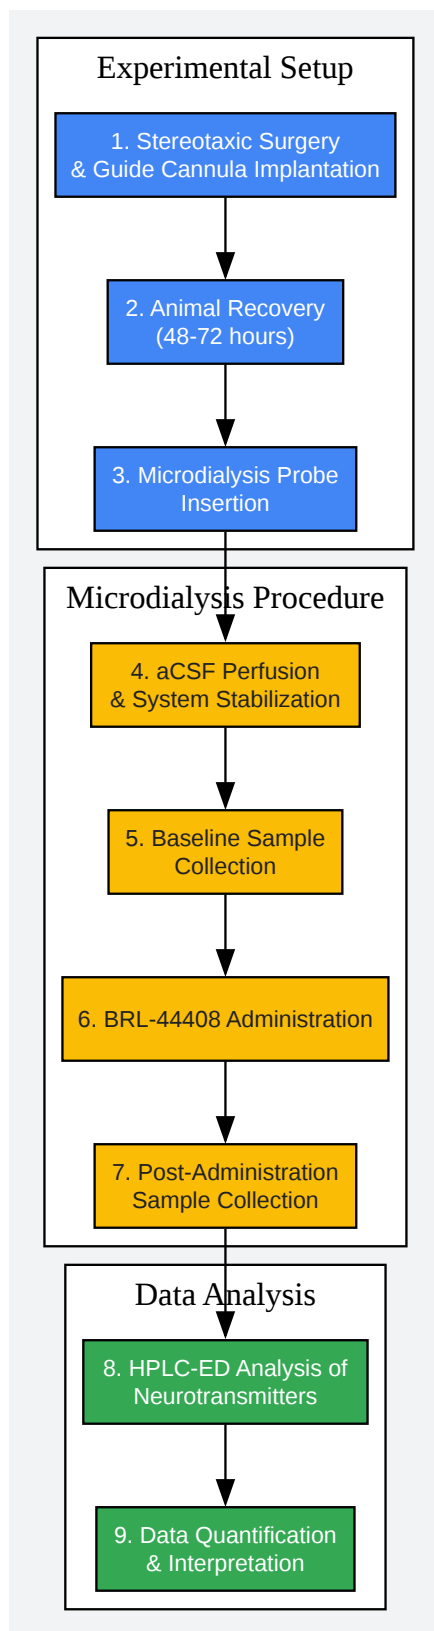 Experimental Setup
1. Stereotaxic Surgery
& Guide Cannula Implantation
2. Animal Recovery
(48-72 hours)
3. Microdialysis Probe
Insertion
Microdialysis Procedure
4. aCSF Perfusion
& System Stabilization
5. Baseline Sample
Collection
6. BRL-44408 Administration
7. Post-Administration
Sample Collection
Data Analysis
8. HPLC-ED Analysis of
Neurotransmitters
9. Data Quantification
& Interpretation